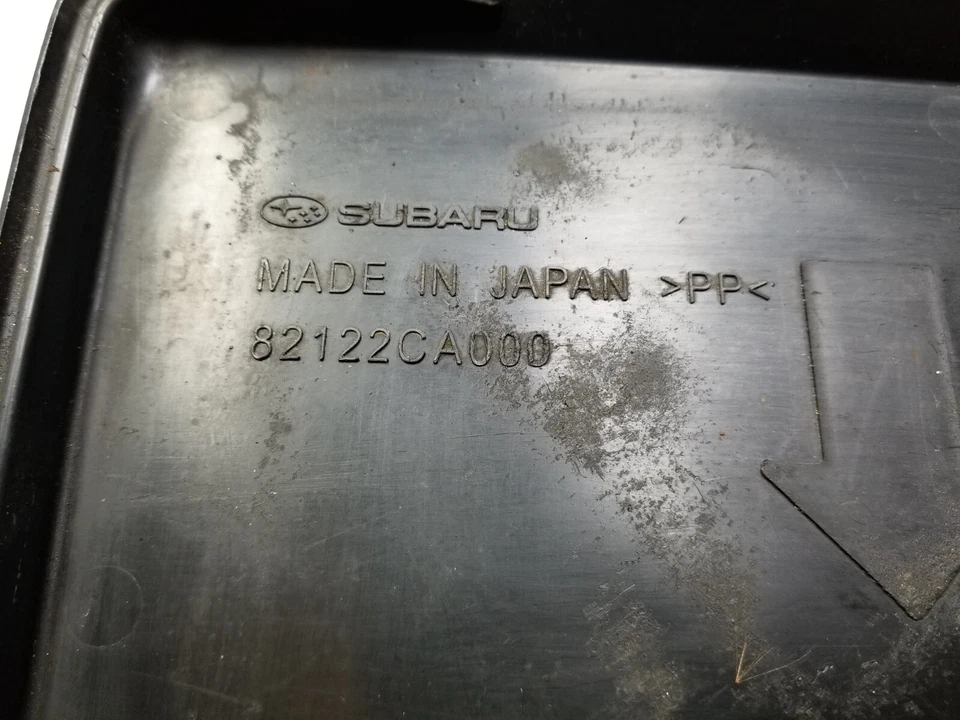 SUBARU
MADE IN JAPAN >PP<
82122CA000